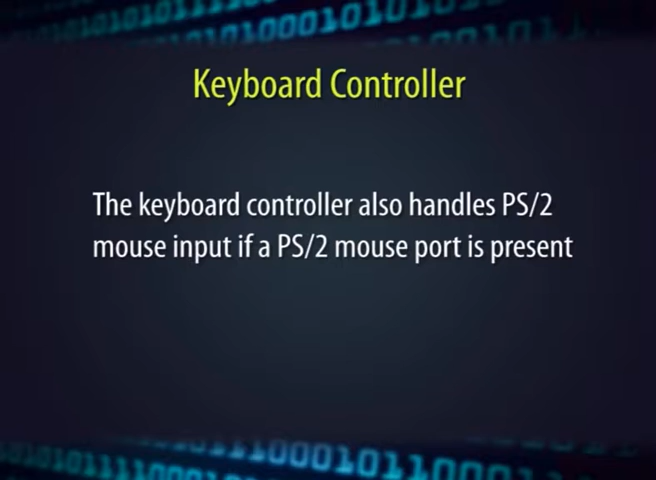 Keyboard Controller
The keyboard controller also handles PS/2
mouse input if a PS/2 mouse port is present